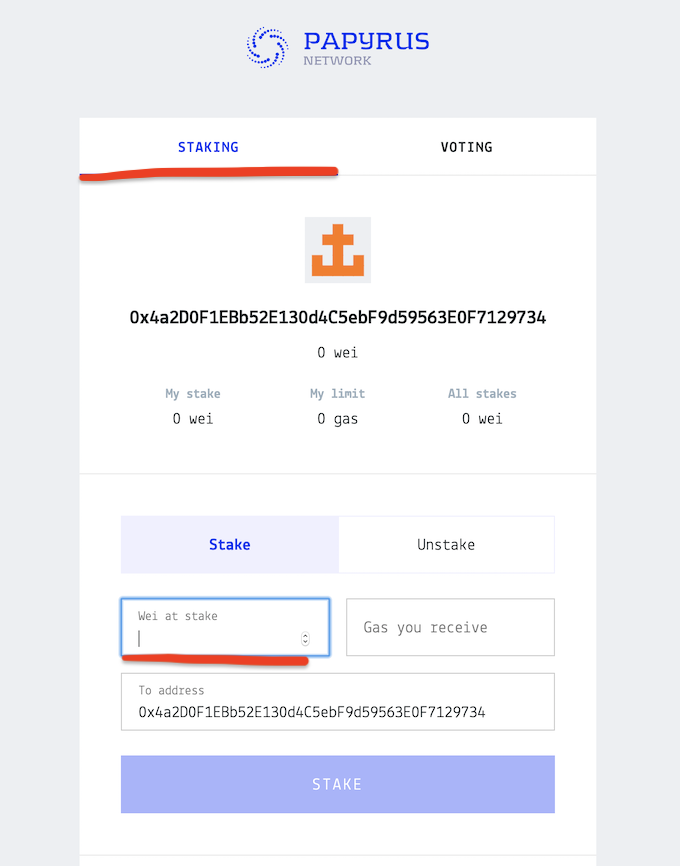 PAPYRUS
NETWORK
STAKING VOTING
0x4a2D0F1EBb52E130d4C5ebF9d59563E0F7129734
0 wei
My stake My limit All stakes
0 wei 0 gas 0 wei
Stake Unstake
Wei at stake
Gas you receive
To address
0x4a2D0F1EBb52E130d4C5ebF9d59563E0F7129734
STAKE